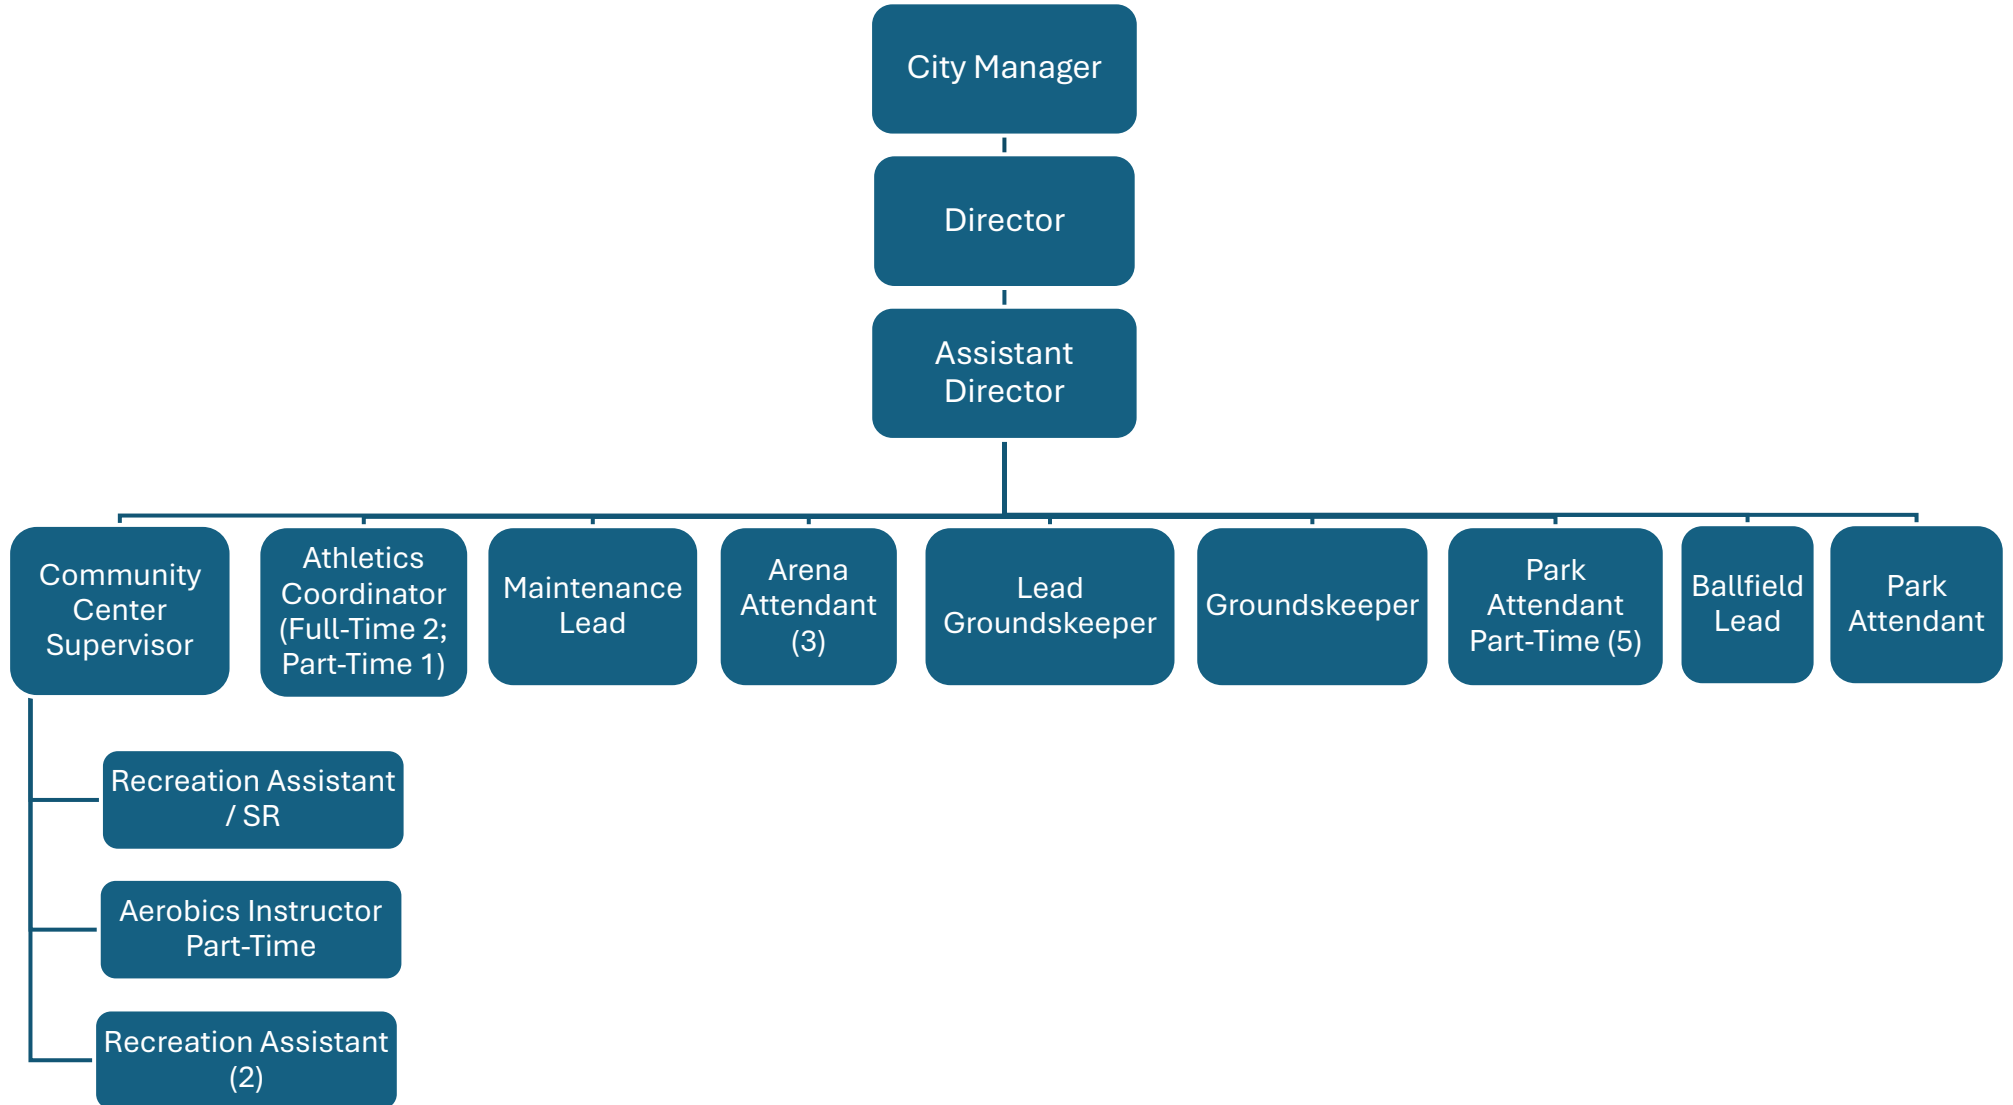 City Manager
Director
Assistant
Director
Community
Center
Supervisor
Athletics
Coordinator
(Full-Time 2;
Part-Time 1)
Maintenance
Lead
Arena
Attendant
(3)
Lead
Groundskeeper
Groundskeeper
Park
Attendant
Part-Time (5)
Ballfield
Lead
Park
Attendant
Recreation Assistant
/ SR
Aerobics Instructor
Part-Time
Recreation Assistant
(2)